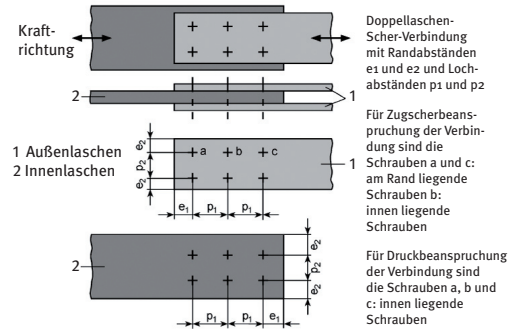 Kraft-
richtung
2
1
1 Außenlaschen
2 Innenlaschen
e2
p2
e2
a
b
c
1
e1
p1
p1
2
e2
p2
e2
p1
p1
e1
Doppellaschen-
Scher-Verbindung
mit Randabständen
e1 und e2 und Loch-
abständen p1 und p2
Für Zugscherbeans-
pruchung der Verbin-
dung sind die
Schrauben a und c:
am Rand liegende
Schrauben b:
innen liegende
Schrauben
Für Druckbeanspruchung
der Verbindung sind
die Schrauben a, b und
c: innen liegende
Schrauben